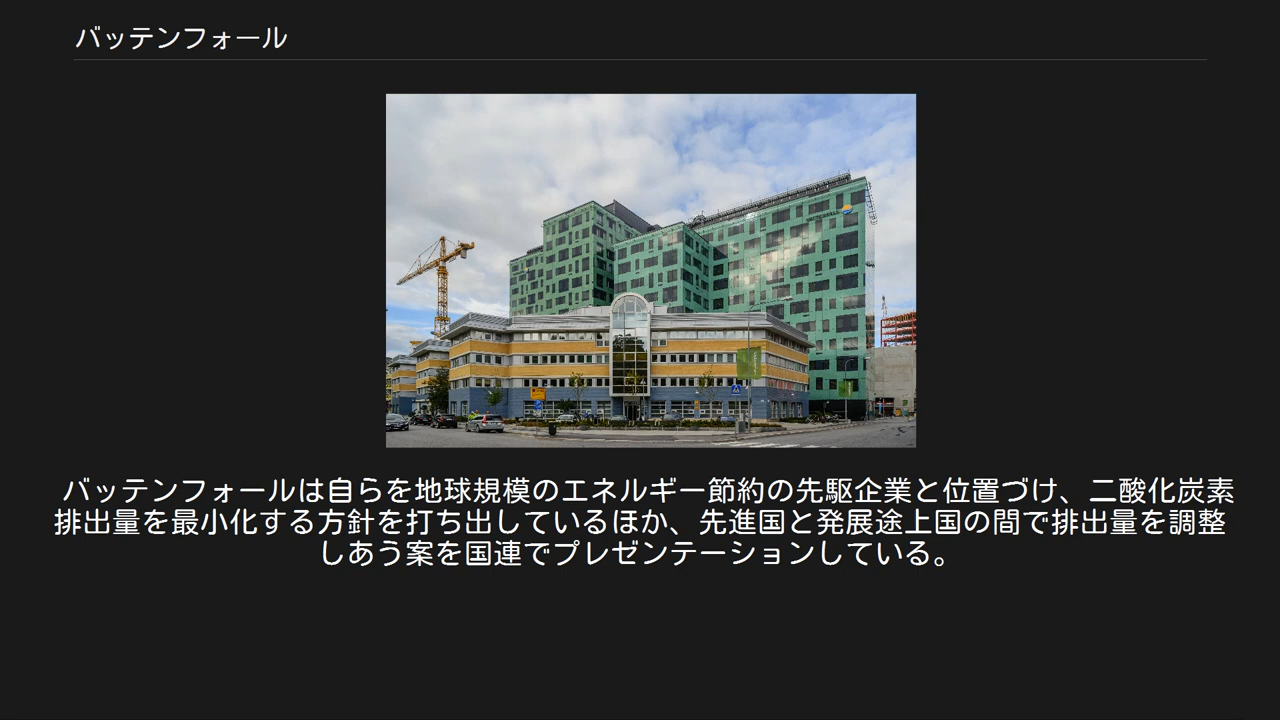 バッテンフォール
バッテンフォールは自らを地球規模のエネルギー節約の先駆企業と位置づけ、二酸化炭素
排出量を最小化する方針を打ち出しているほか、先進国と発展途上国の間で排出量を調整
しあう案を国連でプレゼンテーションしている。